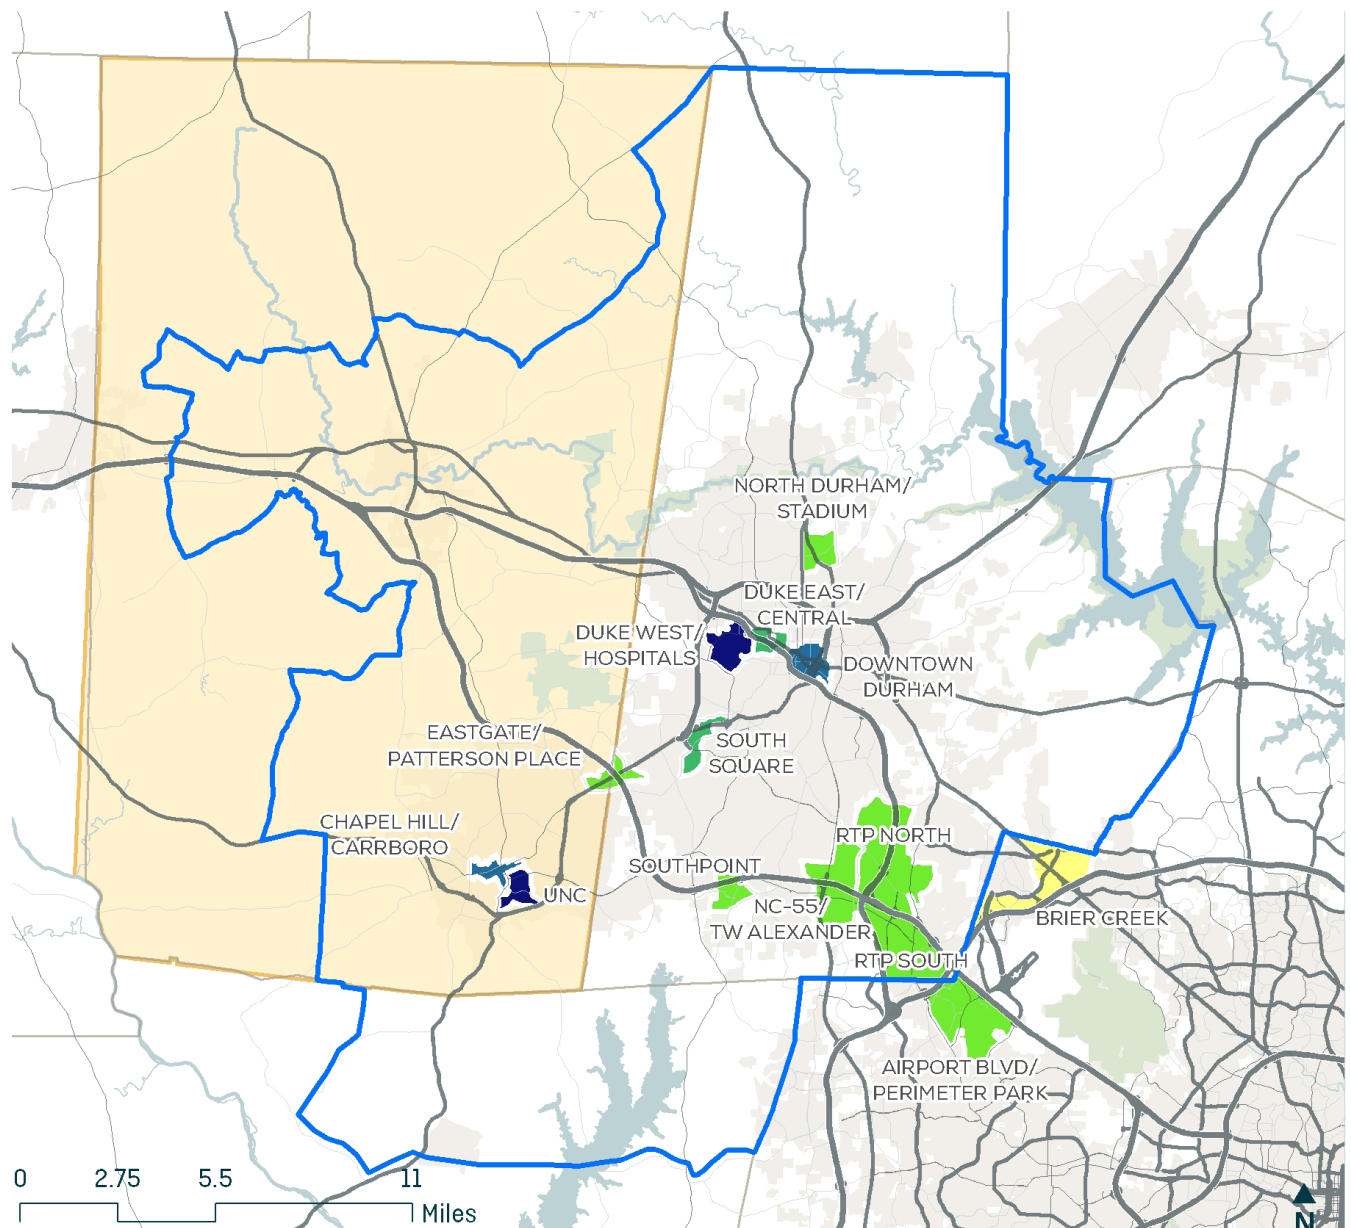 NORTH DURHAM/
STADIUM
DUKE EAST/
CENTRAL
DUKE WEST/
HOSPITALS
DOWNTOWN
DURHAM
EASTGATE/
PATTERSON PLACE
SOUTH
SQUARE
CHAPEL HILL/
CARRBORO
RTP NORTH
SOUTHPOINT
UNC
NC-55/
TW ALEXANDER
BRIER CREEK
RTP SOUTH
AIRPORT BLVD/
PERIMETER PARK
0 2.75 5.5 11
Miles
N